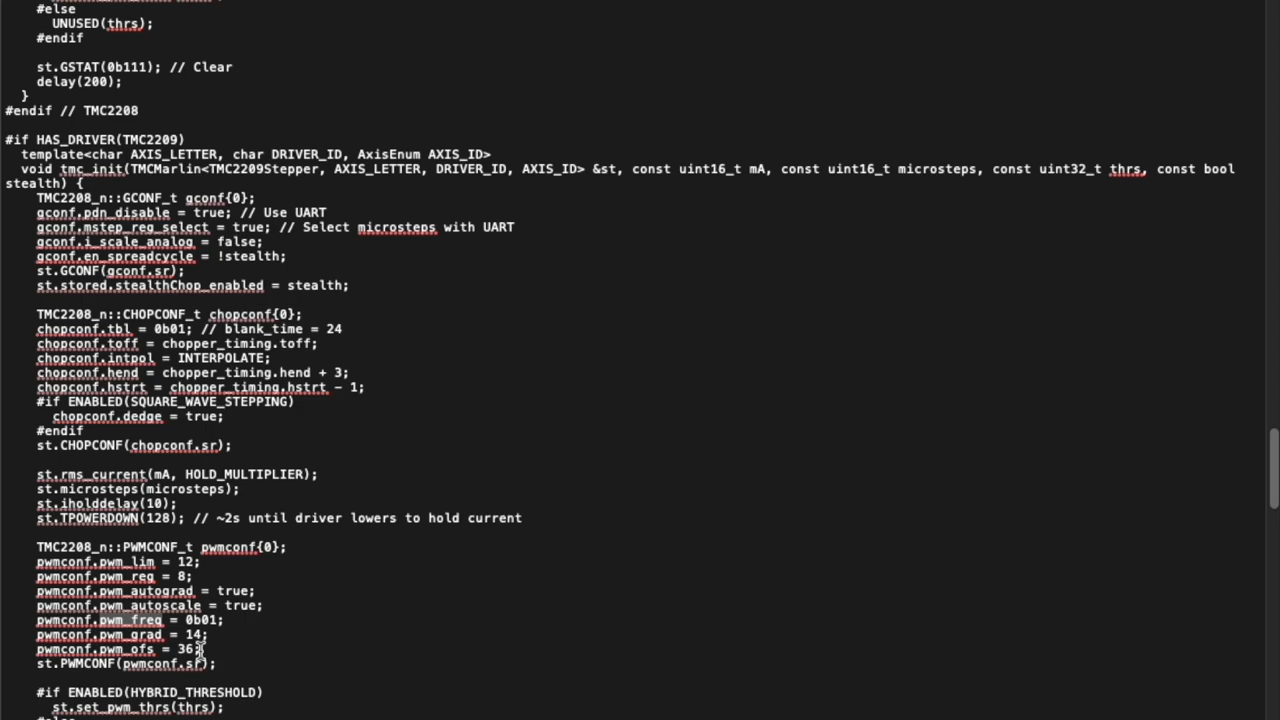 #else
UNUSED(thrs);
#endif
st.GSTAT(0b111); // Clear
delay(200);
}
#endif // TMC2208
#if HAS_DRIVER(TMC2209)
template<char AXIS_LETTER, char DRIVER_ID, AxisEnum AXIS_ID>
void tmc_init(TMCMarlin<TMC2209Stepper, AXIS_LETTER, DRIVER_ID, AXIS_ID> &st, const uint16_t mA, const uint16_t microsteps, const uint32_t thrs, const bool
stealth) {
TMC2208_n::GCONF_t gconf{0};
gconf.pdn_disable = true; // Use UART
gconf.mstep_reg_select = true; // Select microsteps with UART
gconf.i_scale_analog = false;
gconf.en_spreadcycle = !stealth;
st.GCONF(gconf.sr);
st.stored.stealthChop_enabled = stealth;
TMC2208_n::CHOPCONF_t chopconf{0};
chopconf.tbl = 0b01; // blank_time = 24
chopconf.toff = chopper_timing.toff;
chopconf.intpol = INTERPOLATE;
chopconf.hend = chopper_timing.hend + 3;
chopconf.hstrt = chopper_timing.hstrt - 1;
#if ENABLED(SQUARE_WAVE_STEPPING)
chopconf.dedge = true;
#endif
st.CHOPCONF(chopconf.sr);
st.rms_current(mA, HOLD_MULTIPLIER);
st.microsteps(microsteps);
st.iholddelay(10);
st.TPOWERDOWN(128); // ~2s until driver lowers to hold current
TMC2208_n::PWMCONF_t pwmconf{0};
pwmconf.pwm_lim = 12;
pwmconf.pwm_reg = 8;
pwmconf.pwm_autograd = true;
pwmconf.pwm_autoscale = true;
pwmconf.pwm_freq = 0b01;
pwmconf.pwm_grad = 14;
pwmconf.pwm_ofs = 36;
st.PWMCONF(pwmconf.sr);
#if ENABLED(HYBRID_THRESHOLD)
st.set_pwm_thrs(thrs);